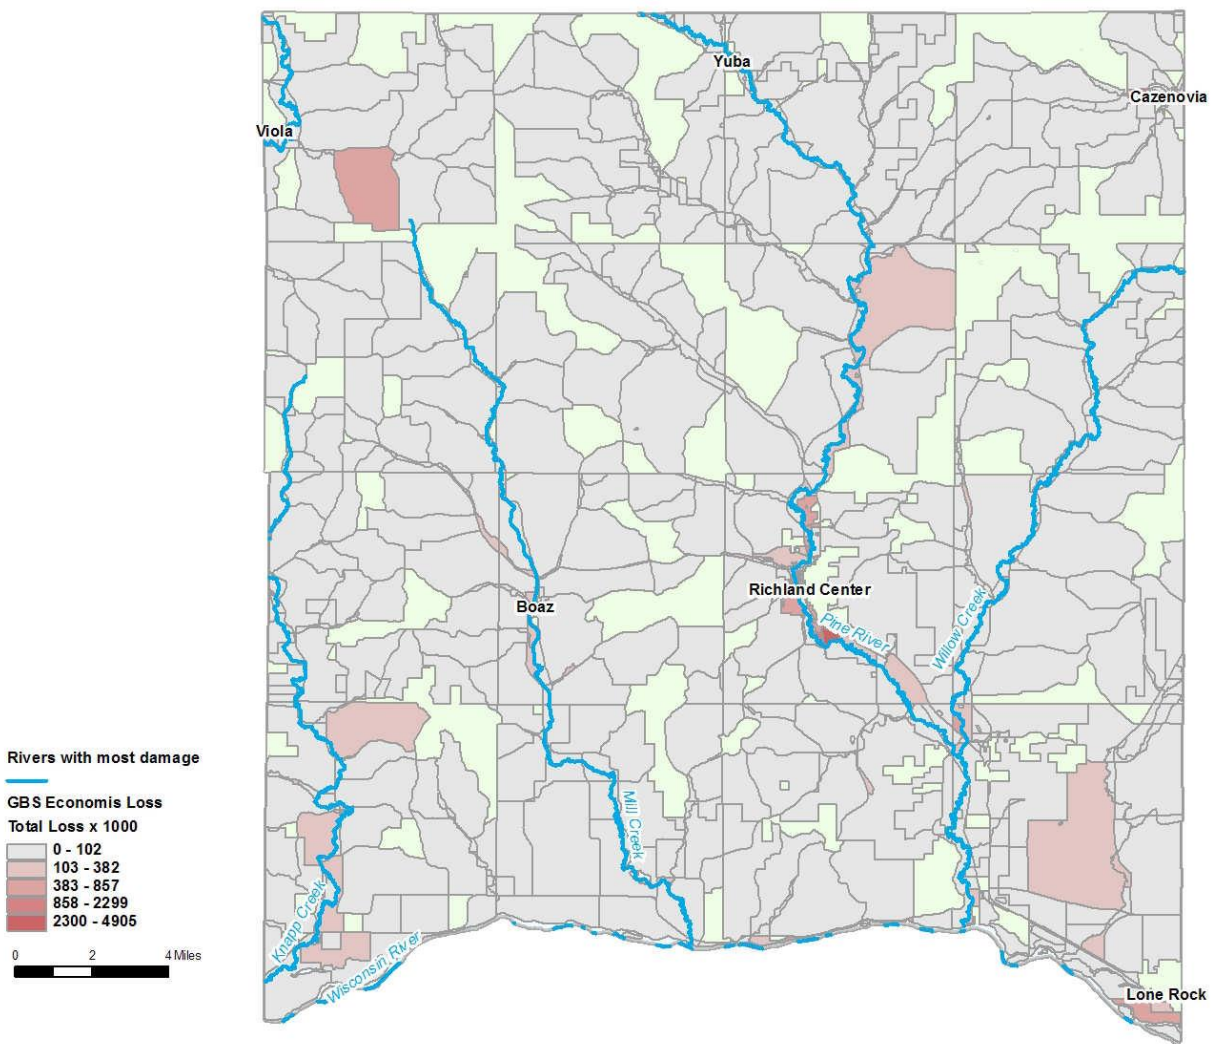 Yuba
Cazenovia
Viola
Richland Center
Boaz
Pine River
Willow Creek
Rivers with most damage
GBS Economis Loss
Total Loss x 1000
0 - 102
103 - 382
383 - 857
858 - 2299
2300 - 4905
Mill Creek
Knapp Creek
Wisconsin River
0 2 4 Miles
Lone Rock